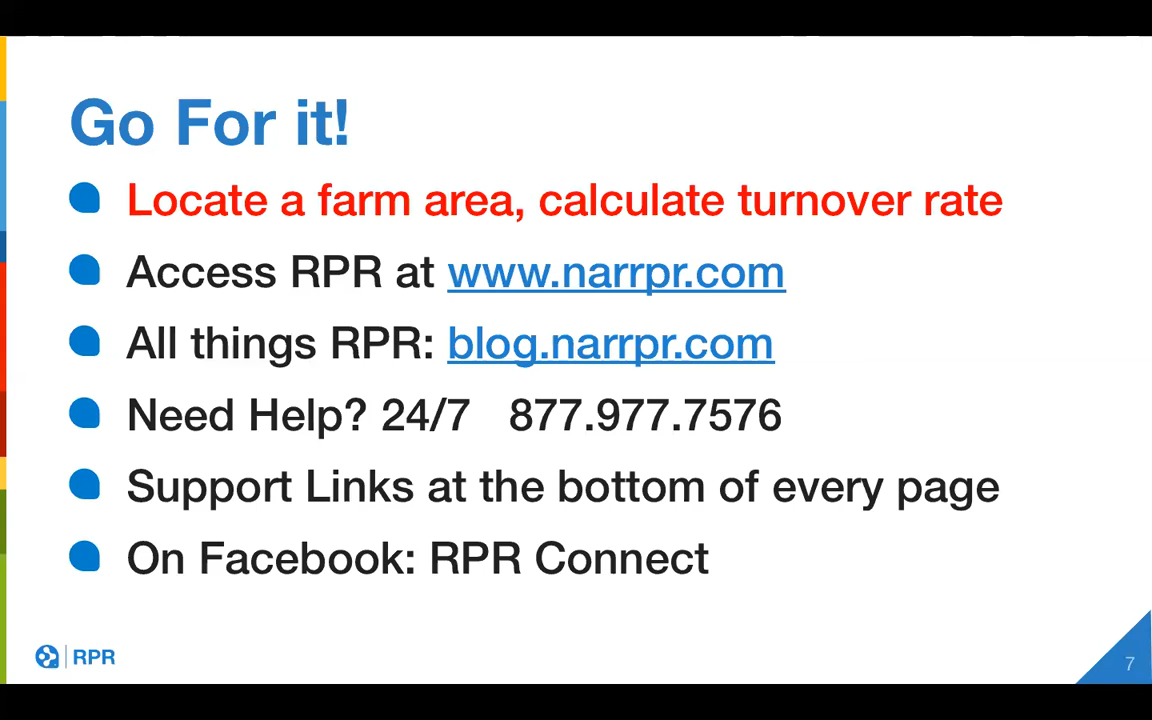 Go For it!
Locate a farm area, calculate turnover rate
Access RPR at www.narrpr.com
All things RPR: blog.narrpr.com
Need Help? 24/7 877.977.7576
Support Links at the bottom of every page
On Facebook: RPR Connect
RPR
7